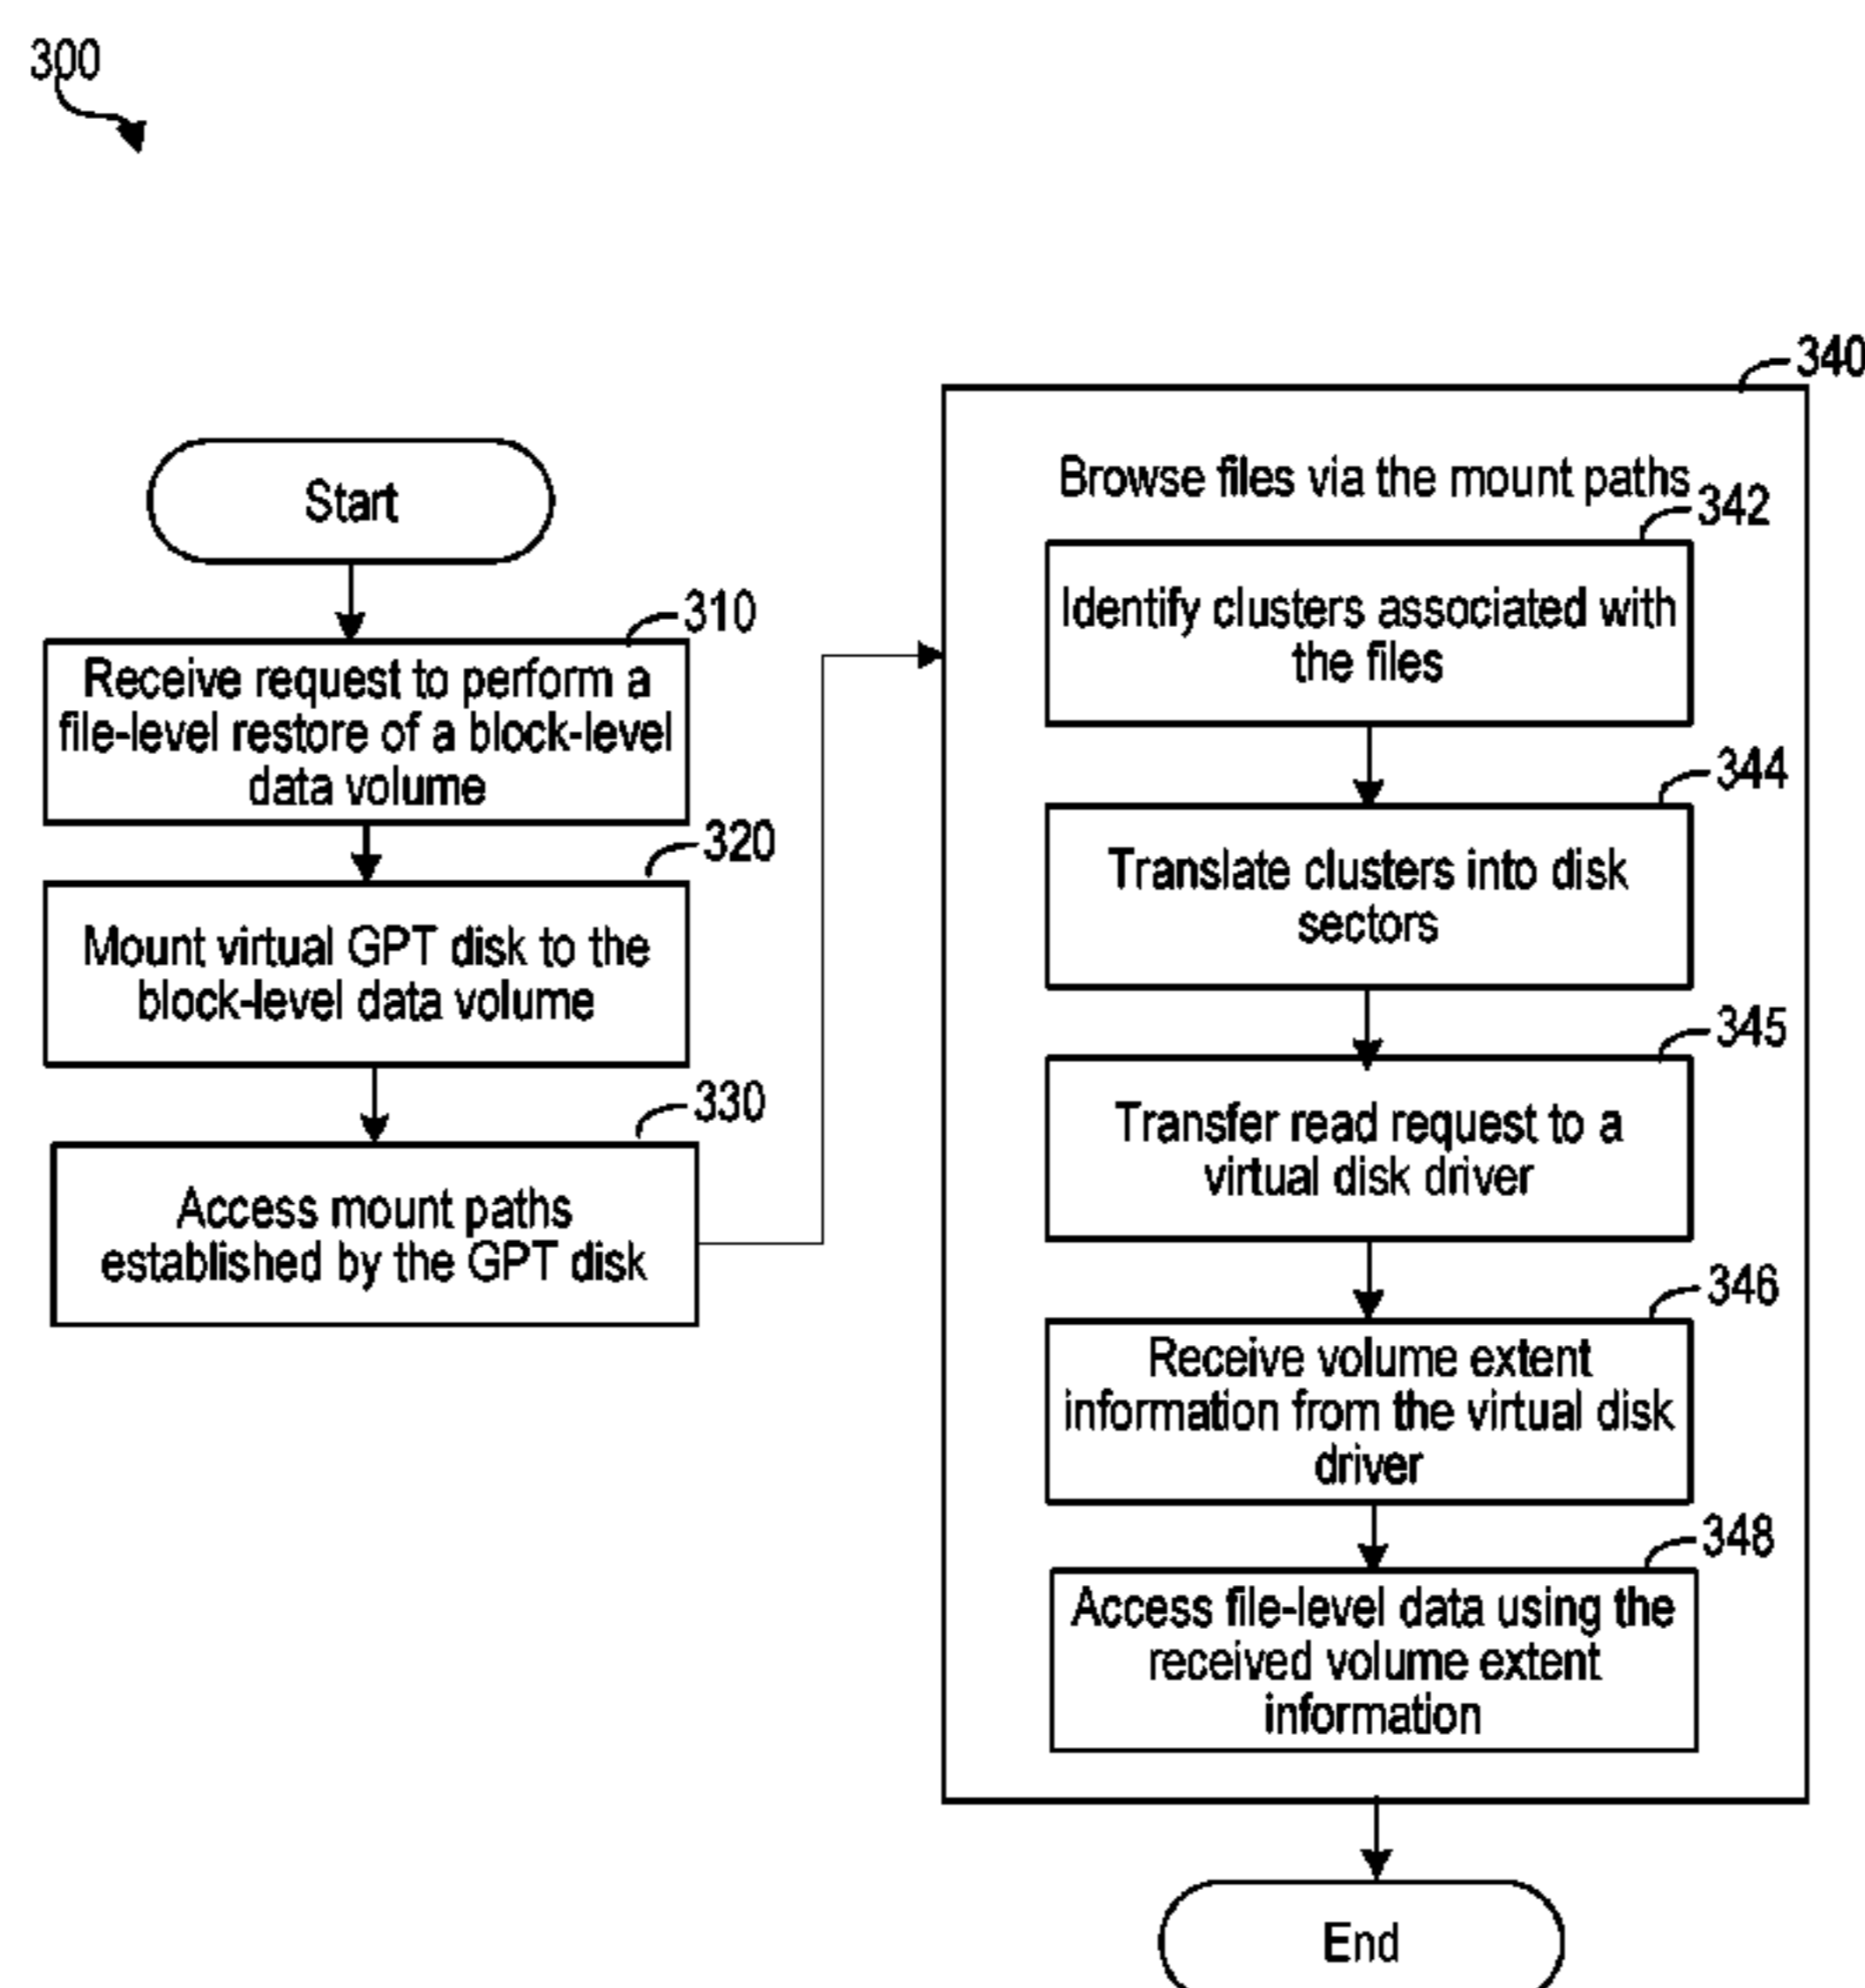 300
Start
310
Receive request to perform a
file-level restore of a block-level
data volume
320
Mount virtual GPT disk to the
block-level data volume
330
Access mount paths
established by the GPT disk
340
Browse files via the mount paths
342
Identify clusters associated with
the files
344
Translate clusters into disk
sectors
345
Transfer read request to a
virtual disk driver
346
Receive volume extent
information from the virtual disk
driver
348
Access file-level data using the
received volume extent
information
End